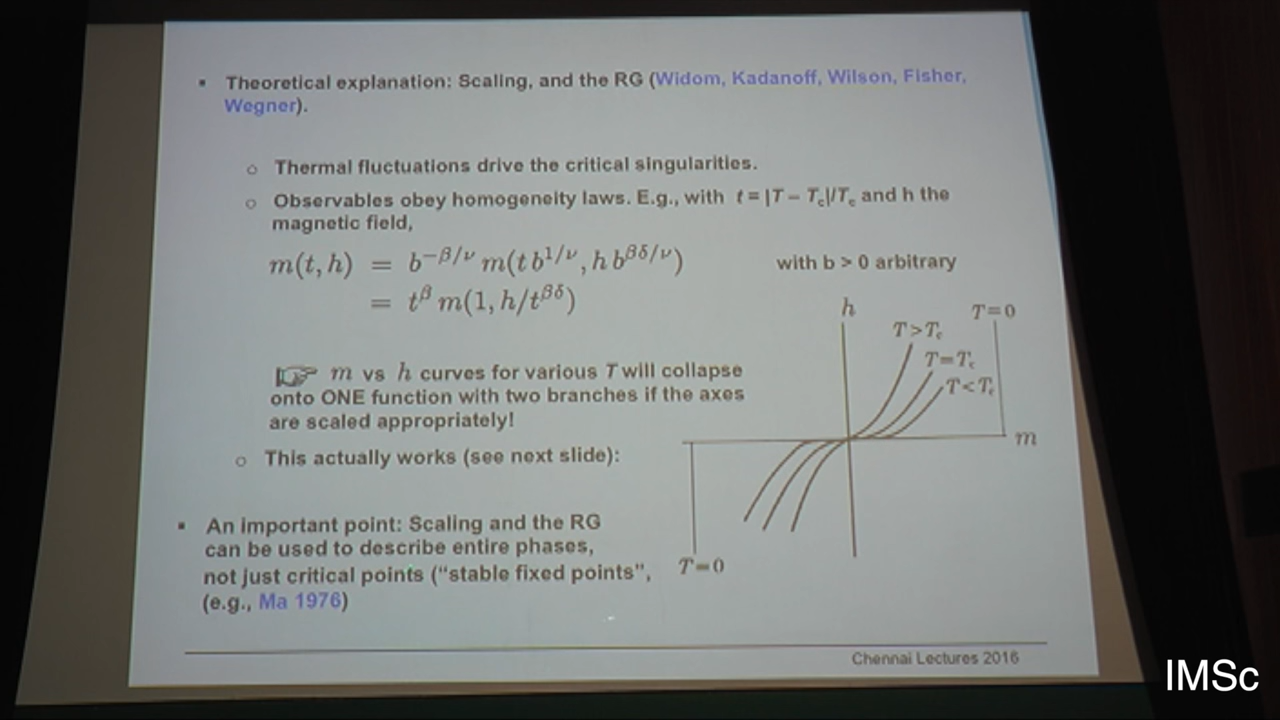 ▪ Theoretical explanation: Scaling, and the RG (Widom, Kadanoff, Wilson, Fisher,
Wegner).
○ Thermal fluctuations drive the critical singularities.
○ Observables obey homogeneity laws. E.g., with t = |T – T_c|/T_c and h the
magnetic field,
m(t, h) = b^{-β/ν} m(t b^{1/ν}, h b^{βδ/ν})
with b > 0 arbitrary
= t^β m(1, h/t^{βδ})
☞ m vs h curves for various T will collapse
onto ONE function with two branches if the axes
are scaled appropriately!
○ This actually works (see next slide):
▪ An important point: Scaling and the RG
can be used to describe entire phases,
not just critical points ("stable fixed points",
(e.g., Ma 1976)
h
T=0
T>T_c
T=T_c
T<T_c
m
T=0
Chennai Lectures 2016
IMSc